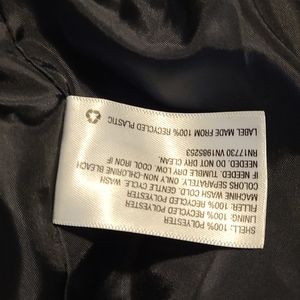 SHELL: 100% RECYCLED POLYESTER
LINING: 100% RECYCLED POLYESTER
FILLER: 100% RECYCLED POLYESTER
MACHINE WASH COLD, GENTLE CYCLE WASH
COLORS SEPARATELY. ONLY NON-CHLORINE BLEACH
IF NEEDED. TUMBLE DRY LOW. COOL IRON IF
NEEDED. DO NOT DRY CLEAN.
RN17730 VN1985253
LABEL MADE FROM 100% RECYCLED PLASTIC